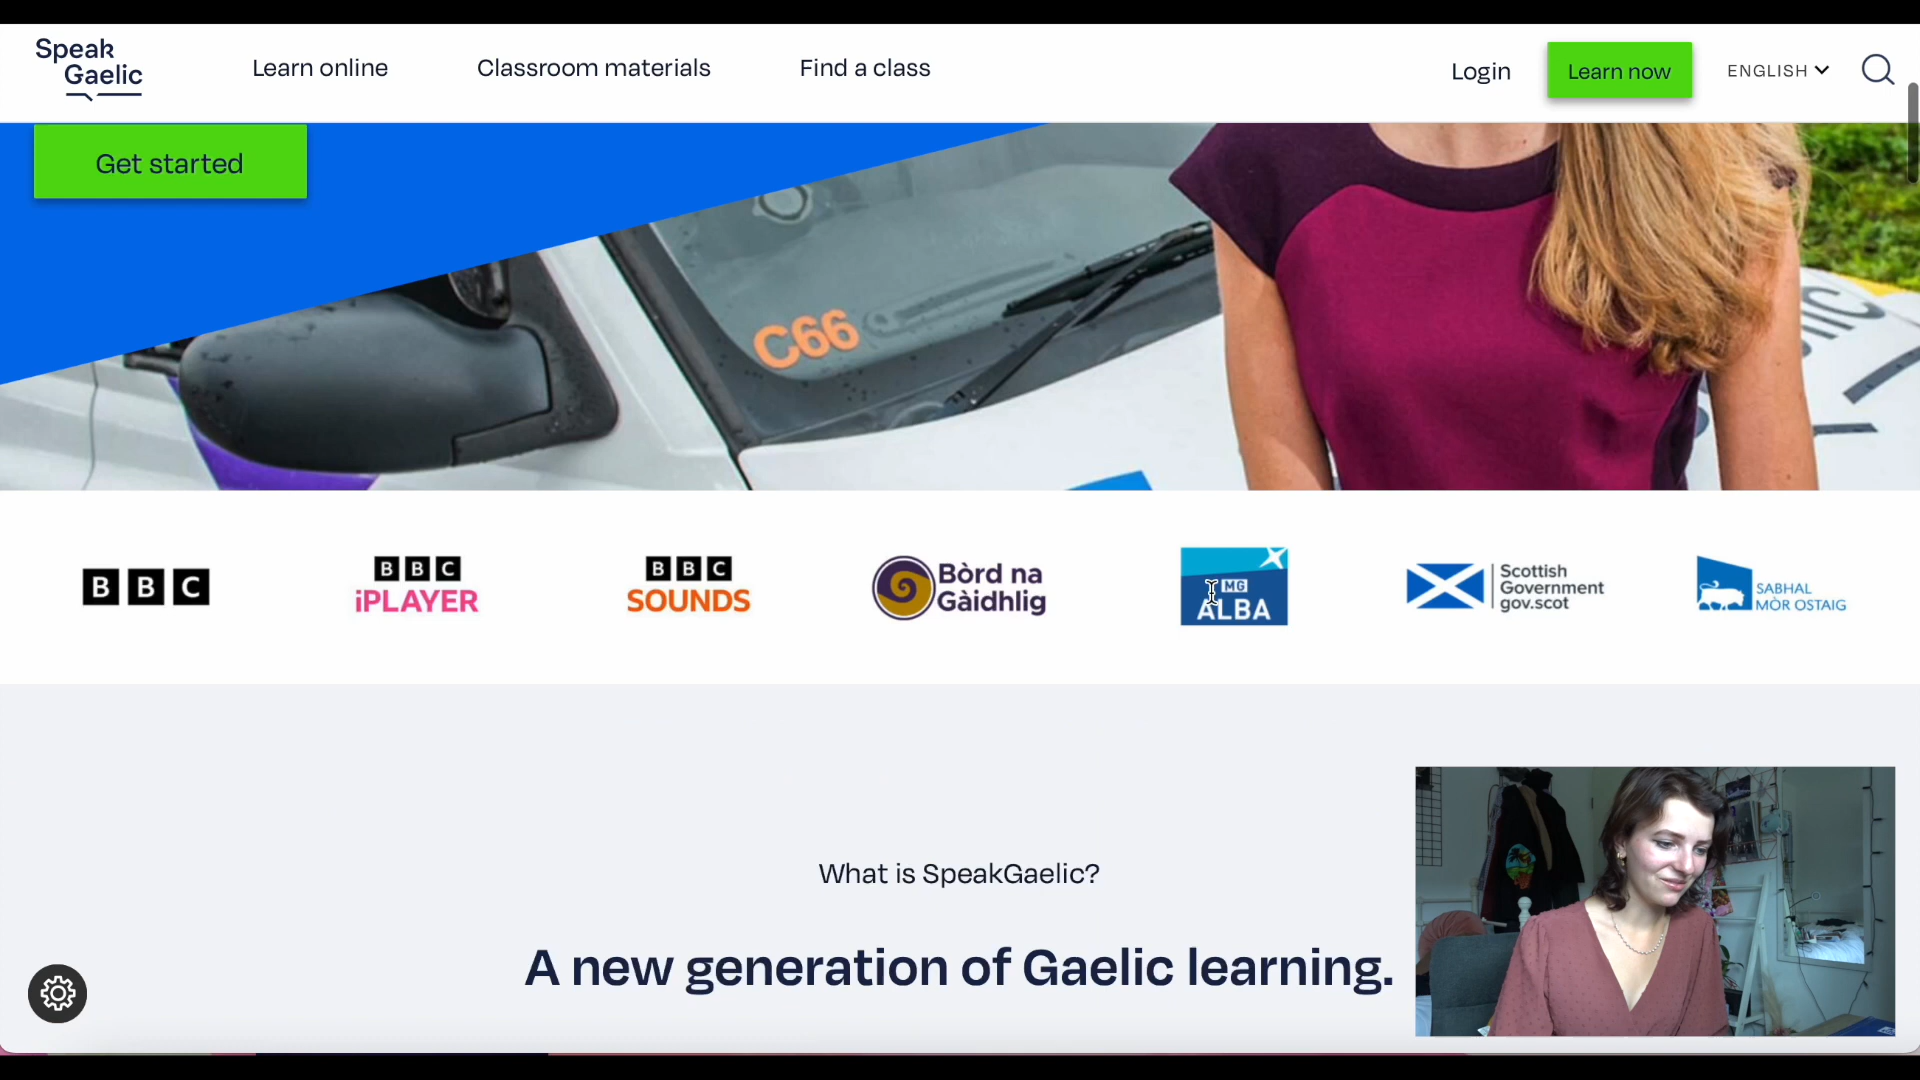 Speak
Gaelic
Learn online
Classroom materials
Find a class
Login
Learn now
ENGLISH
Get started
C66
BBC
BBC
iPLAYER
BBC
SOUNDS
Bòrd na
Gàidhlig
MG
ALBA
Scottish
Government
gov.scot
SABHAL
MÒR OSTAIG
What is SpeakGaelic?
A new generation of Gaelic learning.